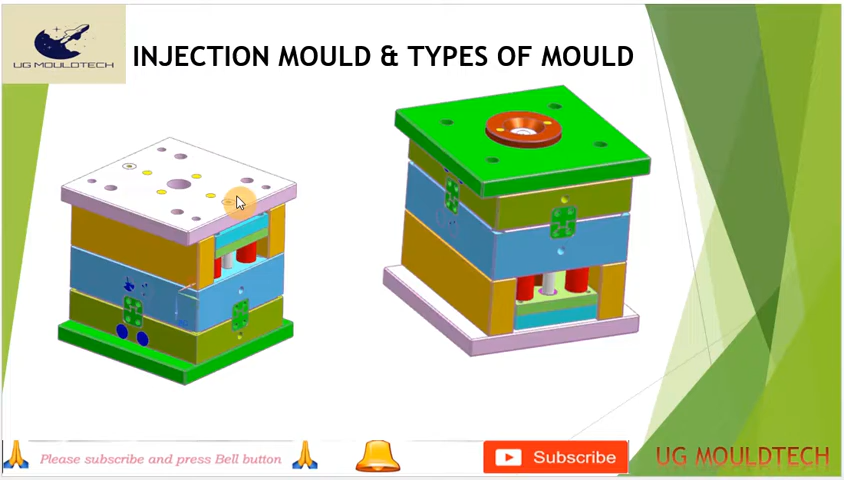 UG MOULDTECH
INJECTION MOULD & TYPES OF MOULD
Please subscribe and press Bell button
Subscribe
UG MOULDTECH